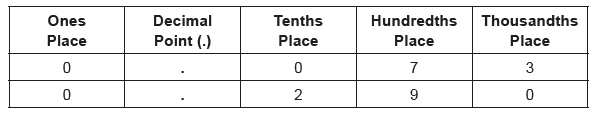 Ones Place Decimal Point (.) Tenths Place Hundredths Place Thousandths Place
0 . 0 7 3
0 . 2 9 0